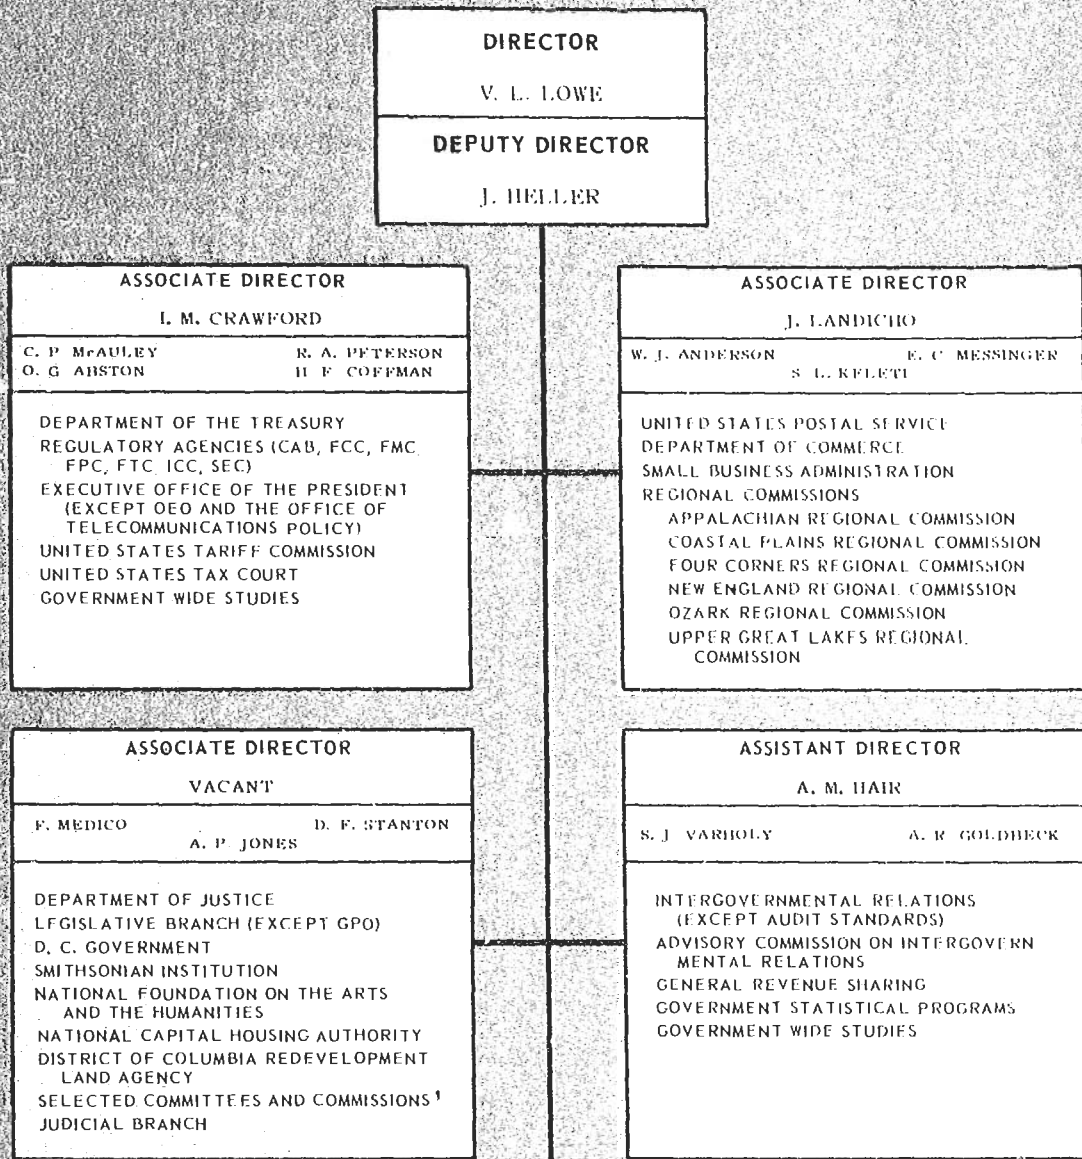 DIRECTOR
V. L. LOWE
DEPUTY DIRECTOR
J. HELLER
ASSOCIATE DIRECTOR
I. M. CRAWFORD
C. P. McAULEY R. A. PETERSON
O. G. ABSTON H. F. COFFMAN
DEPARTMENT OF THE TREASURY
REGULATORY AGENCIES (CAB, FCC, FMC
FPC, FTC, ICC, SEC)
EXECUTIVE OFFICE OF THE PRESIDENT
(EXCEPT OEO AND THE OFFICE OF
TELECOMMUNICATIONS POLICY)
UNITED STATES TARIFF COMMISSION
UNITED STATES TAX COURT
GOVERNMENT WIDE STUDIES
ASSOCIATE DIRECTOR
J. LANDICHO
W. J. ANDERSON E. C. MESSINGER
S. L. KELETI
UNITED STATES POSTAL SERVICE
DEPARTMENT OF COMMERCE
SMALL BUSINESS ADMINISTRATION
REGIONAL COMMISSIONS
APPALACHIAN REGIONAL COMMISSION
COASTAL PLAINS REGIONAL COMMISSION
FOUR CORNERS REGIONAL COMMISSION
NEW ENGLAND REGIONAL COMMISSION
OZARK REGIONAL COMMISSION
UPPER GREAT LAKES REGIONAL
COMMISSION
ASSOCIATE DIRECTOR
VACANT
F. MEDICO D. F. STANTON
A. P. JONES
DEPARTMENT OF JUSTICE
LEGISLATIVE BRANCH (EXCEPT GPO)
D. C. GOVERNMENT
SMITHSONIAN INSTITUTION
NATIONAL FOUNDATION ON THE ARTS
AND THE HUMANITIES
NATIONAL CAPITAL HOUSING AUTHORITY
DISTRICT OF COLUMBIA REDEVELOPMENT
LAND AGENCY
SELECTED COMMITTEES AND COMMISSIONS¹
JUDICIAL BRANCH
ASSISTANT DIRECTOR
A. M. HAIR
S. J. VARHOLY A. R. GOLDBECK
INTERGOVERNMENTAL RELATIONS
(EXCEPT AUDIT STANDARDS)
ADVISORY COMMISSION ON INTERGOVERN
MENTAL RELATIONS
GENERAL REVENUE SHARING
GOVERNMENT STATISTICAL PROGRAMS
GOVERNMENT WIDE STUDIES